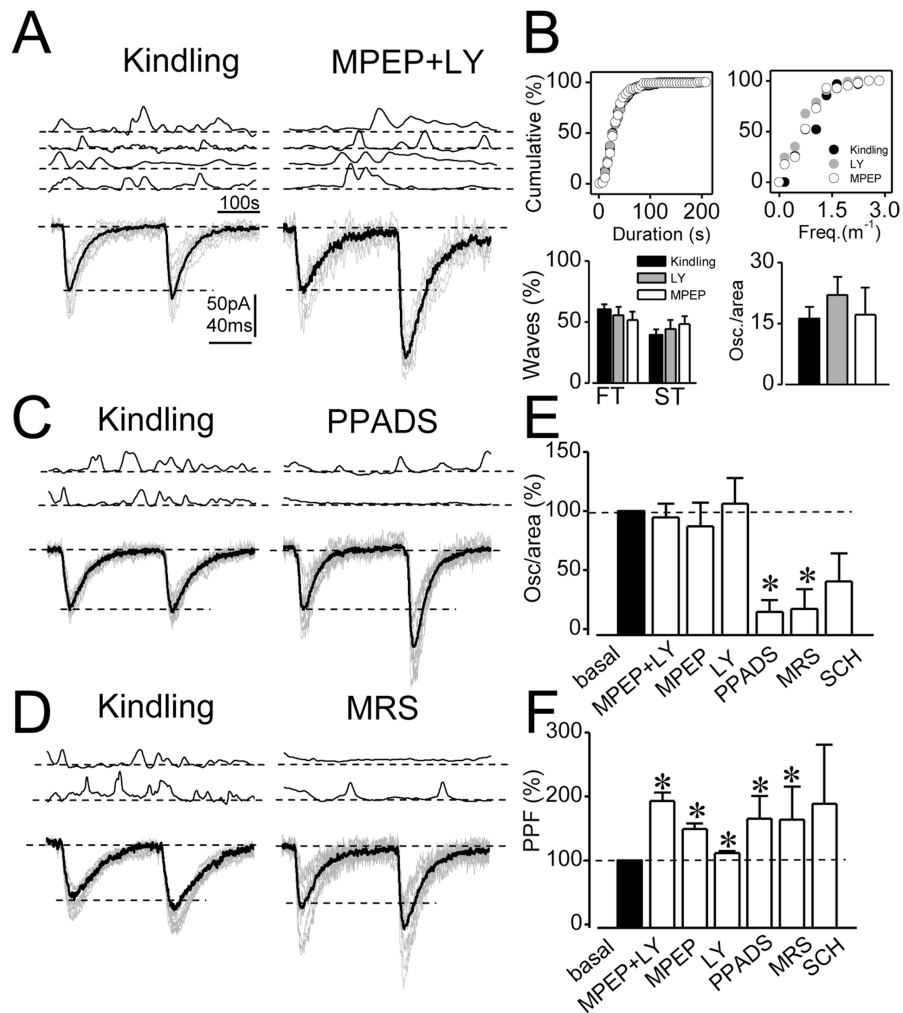 A
Kindling
MPEP+LY
100s
50pA
40ms
B
Cumulative (%)
100
50
0
0
100
200
Duration (s)
Kindling
LY
MPEP
100
50
0
0
1.5
3.0
Freq.(m-1)
Waves (%)
100
50
0
Kindling
LY
MPEP
FT
ST
Osc./area
30
15
0
C
Kindling
PPADS
D
Kindling
MRS
E
Osc/area (%)
150
100
50
0
*
*
basal
MPEP+LY
MPEP
LY
PPADS
MRS
SCH
F
PPF (%)
300
200
100
0
*
*
*
*
*
basal
MPEP+LY
MPEP
LY
PPADS
MRS
SCH